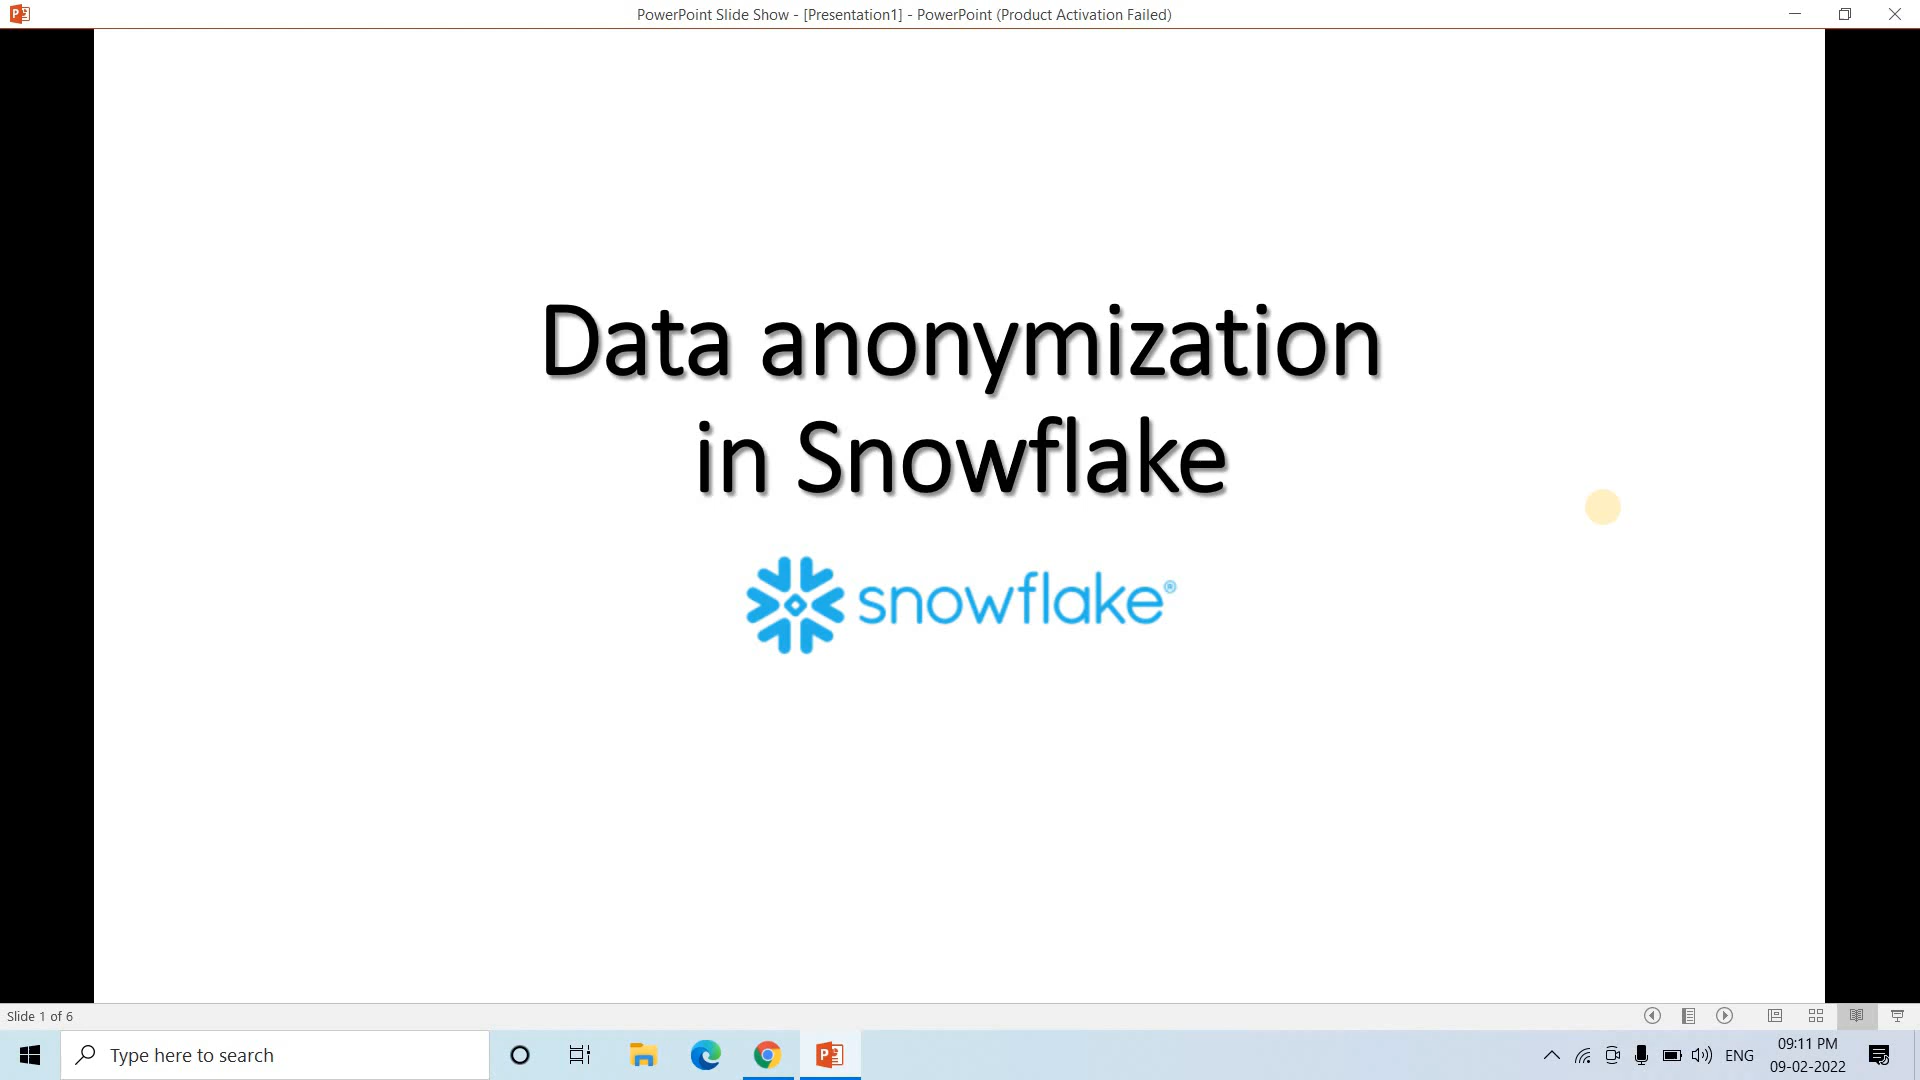 PowerPoint Slide Show - [Presentation1] - PowerPoint (Product Activation Failed)
Data anonymization
in Snowflake
snowflake®
Slide 1 of 6
Type here to search
ENG
09:11 PM
09-02-2022